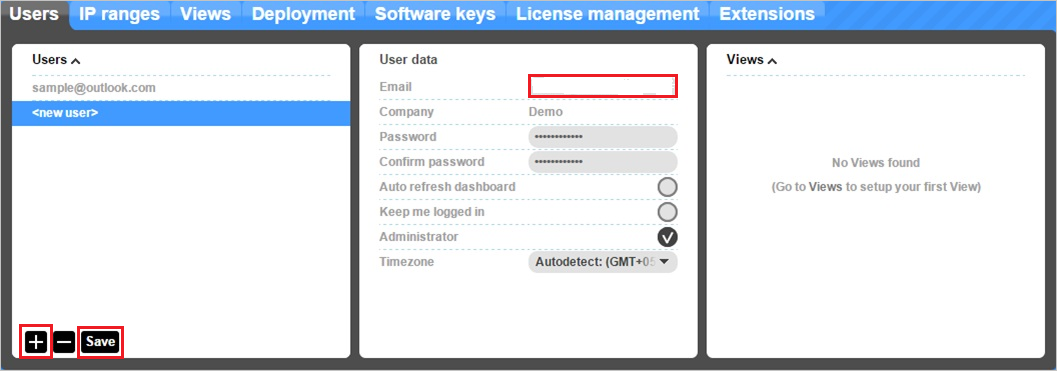 Users IP ranges Views Deployment Software keys License management Extensions
Users
sample@outlook.com
<new user>
Save
User data
Email
Company Demo
Password ••••••••••••
Confirm password ••••••••••••
Auto refresh dashboard
Keep me logged in
Administrator
Timezone Autodetect: (GMT+05
Views
No Views found
(Go to Views to setup your first View)